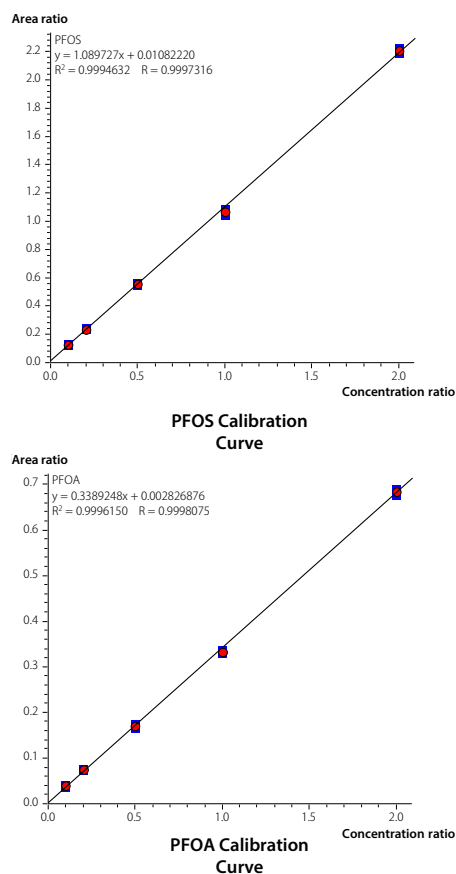 Area ratio
PFOS
y = 1.089727x + 0.01082220
R² = 0.9994632 R = 0.9997316
2.2
2.0
1.8
1.6
1.4
1.2
1.0
0.8
0.6
0.4
0.2
0.0
0.0 0.5 1.0 1.5 2.0
Concentration ratio
PFOS Calibration
Curve
Area ratio
PFOA
y = 0.3389248x + 0.002826876
R² = 0.9996150 R = 0.9998075
0.7
0.6
0.5
0.4
0.3
0.2
0.1
0.0
0.0 0.5 1.0 1.5 2.0
Concentration ratio
PFOA Calibration
Curve